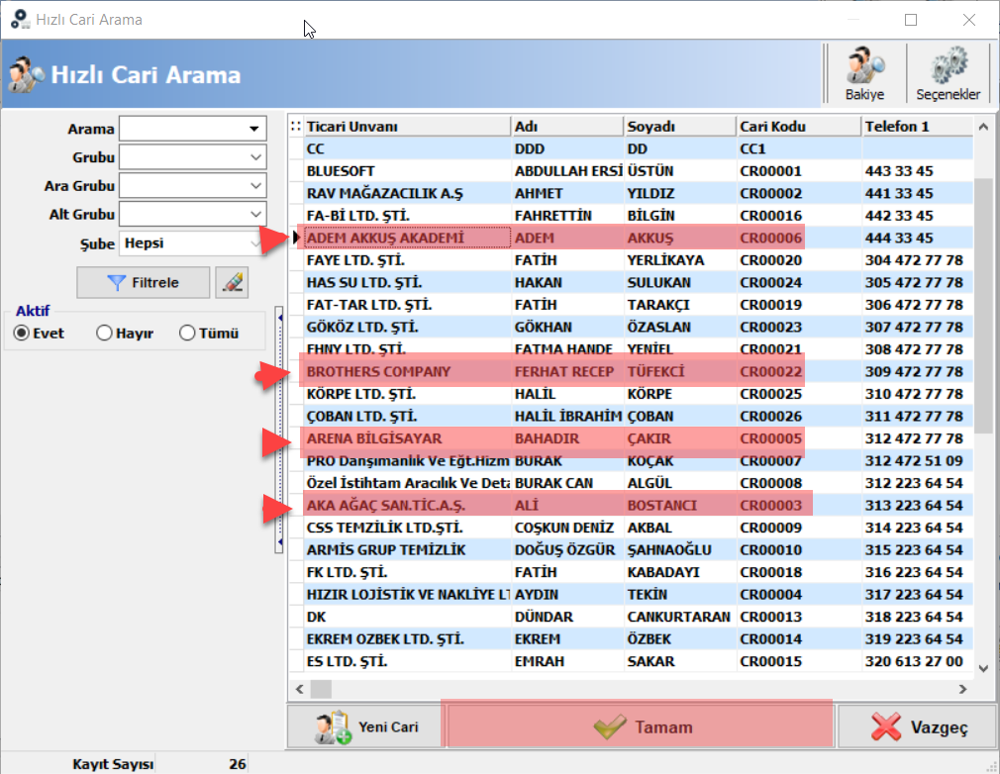 Hızlı Cari Arama
Hızlı Cari Arama
Bakiye
Seçenekler
Arama
Grubu
Ara Grubu
Alt Grubu
Şube Hepsi
Filtrele
Aktif
Evet Hayır Tümü
Ticari Unvanı Adı Soyadı Cari Kodu Telefon 1
CC DDD DD CC1
BLUESOFT ABDULLAH ERSİ ÜSTÜN CR00001 443 33 45
RAV MAĞAZACILIK A.Ş AHMET YILDIZ CR00002 441 33 45
FA-Bİ LTD. ŞTİ. FAHRETTİN BİLGİN CR00016 442 33 45
ADEM AKKUŞ AKADEMİ ADEM AKKUŞ CR00006 444 33 45
FAYE LTD. ŞTİ. FATİH YERLİKAYA CR00020 304 472 77 78
HAS SU LTD. ŞTİ. HAKAN SULUKAN CR00024 305 472 77 78
FAT-TAR LTD. ŞTİ. FATİH TARAKÇI CR00019 306 472 77 78
GÖKÖZ LTD. ŞTİ. GÖKHAN ÖZASLAN CR00023 307 472 77 78
FHNY LTD. ŞTİ. FATMA HANDE YENİEL CR00021 308 472 77 78
BROTHERS COMPANY FERHAT RECEP TÜFEKCİ CR00022 309 472 77 78
KÖRPE LTD. ŞTİ. HALİL KÖRPE CR00025 310 472 77 78
ÇOBAN LTD. ŞTİ. HALİL İBRAHİM ÇOBAN CR00026 311 472 77 78
ARENA BİLGİSAYAR BAHADIR ÇAKIR CR00005 312 472 77 78
PRO Danışmanlık Ve Eğt.Hizm BURAK KOÇAK CR00007 312 472 51 09
Özel İstihtam Aracılık Ve Deta BURAK CAN ALGÜL CR00008 312 223 64 54
AKA AĞAÇ SAN.TİC.A.Ş. ALİ BOSTANCI CR00003 313 223 64 54
CSS TEMZİLİK LTD.ŞTİ. COŞKUN DENİZ AKBAL CR00009 314 223 64 54
ARMİS GRUP TEMİZLİK DOĞUŞ ÖZGÜR ŞAHNAOĞLU CR00010 315 223 64 54
FK LTD. ŞTİ. FATİH KABADAYI CR00018 316 223 64 54
HIZIR LOJİSTİK VE NAKLİYE LT AYDIN TEKİN CR00004 317 223 64 54
DK DÜNDAR CANKURTARAN CR00013 318 223 64 54
EKREM OZBEK LTD. ŞTİ. EKREM ÖZBEK CR00014 319 223 64 54
ES LTD. ŞTİ. EMRAH SAKAR CR00015 320 613 27 00
Yeni Cari Tamam Vazgeç
Kayıt Sayısı 26